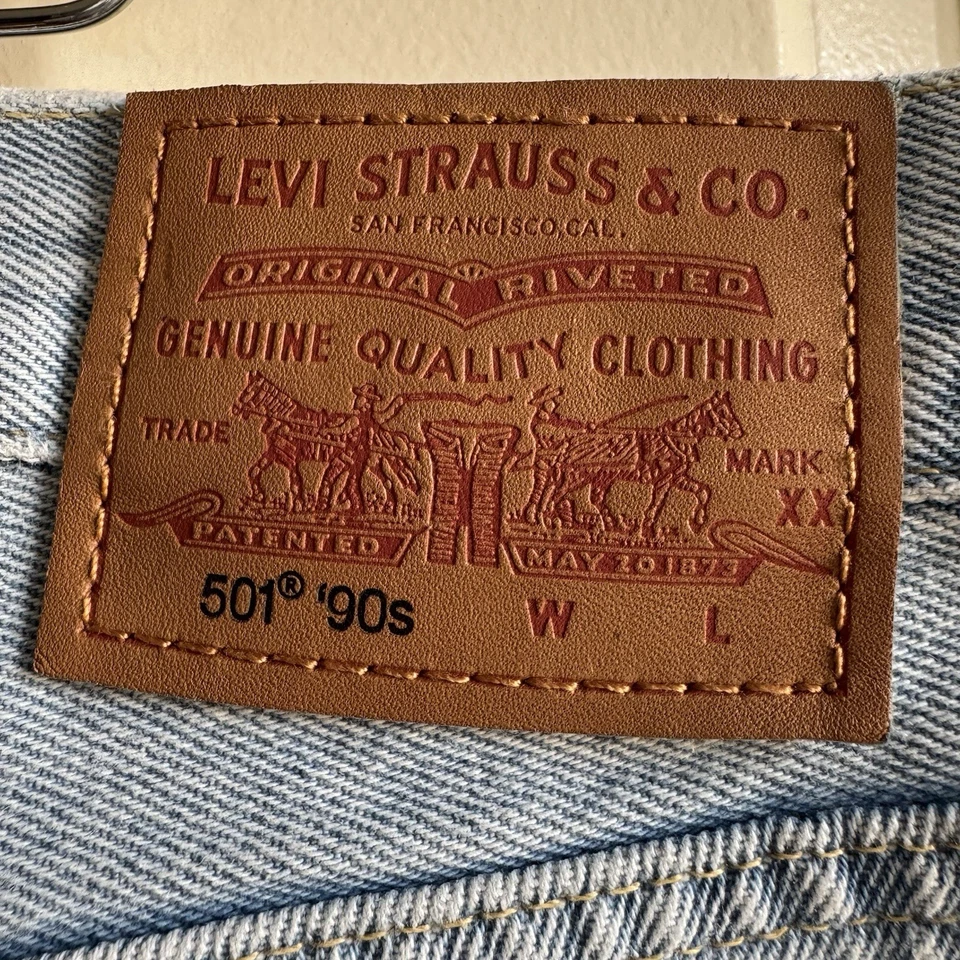 LEVI STRAUSS & CO.
SAN FRANCISCO, CAL.
ORIGINAL RIVETED
GENUINE QUALITY CLOTHING
TRADE MARK
XX
PATENTED MAY 20 1873
501® '90s W L